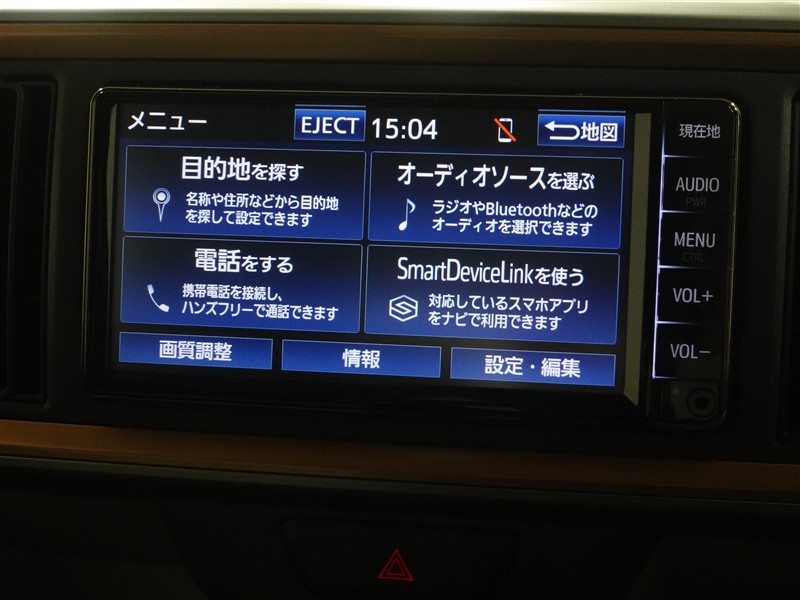 メニュー
EJECT
15:04
地図
目的地を探す
名称や住所などから目的地
を探して設定できます
オーディオソースを選ぶ
ラジオやBluetoothなどの
オーディオを選択できます
電話をする
携帯電話を接続し、
ハンズフリーで通話できます
SmartDeviceLinkを使う
対応しているスマホアプリ
をナビで利用できます
画質調整
情報
設定・編集
現在地
AUDIO
PWR
MENU
CTRL
VOL+
VOL−